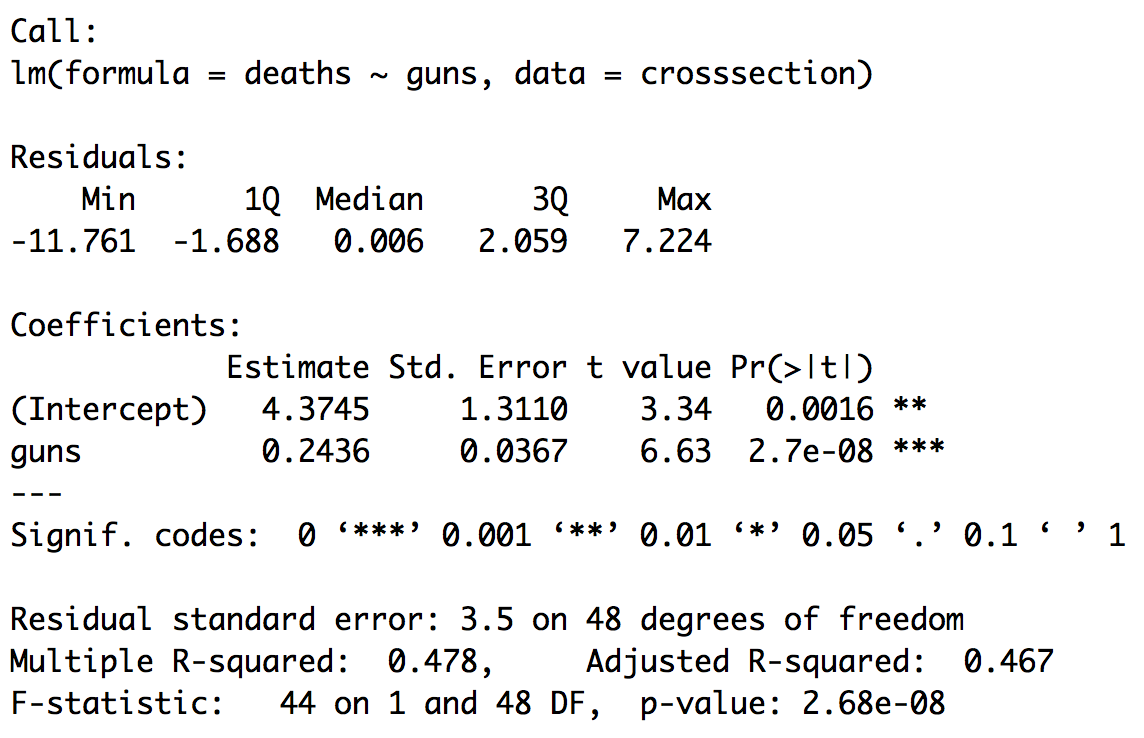 Call:
lm(formula = deaths ~ guns, data = crosssection)
Residuals:
    Min      1Q  Median      3Q     Max
-11.761  -1.688   0.006   2.059   7.224
Coefficients:
            Estimate Std. Error t value Pr(>|t|)
(Intercept)   4.3745     1.3110    3.34   0.0016 **
guns          0.2436     0.0367    6.63  2.7e-08 ***
---
Signif. codes:  0 ‘***’ 0.001 ‘**’ 0.01 ‘*’ 0.05 ‘.’ 0.1 ‘ ’ 1
Residual standard error: 3.5 on 48 degrees of freedom
Multiple R-squared:  0.478,     Adjusted R-squared:  0.467
F-statistic:   44 on 1 and 48 DF,  p-value: 2.68e-08